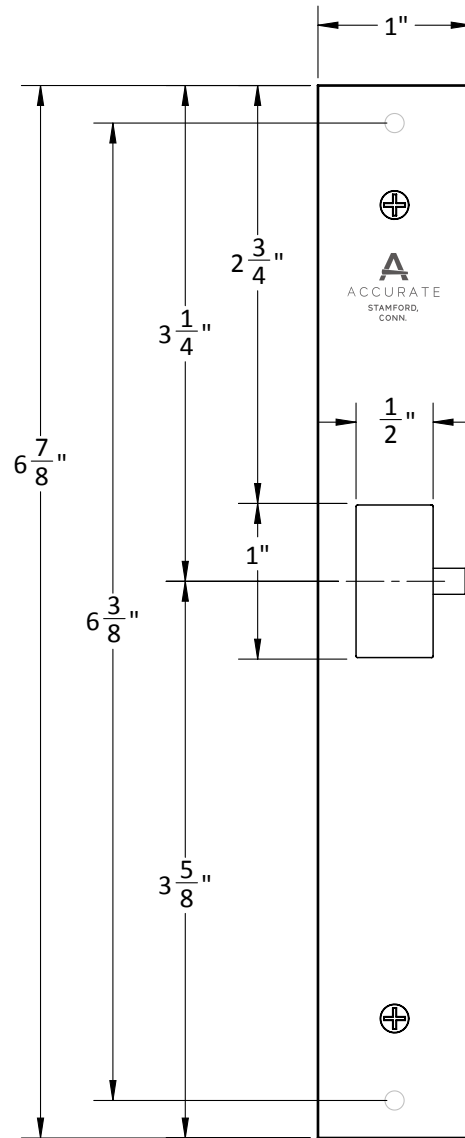 1"
2 3/4"
3 1/4"
ACCURATE
STAMFORD,
CONN.
1/2"
6 7/8"
1"
6 3/8"
3 5/8"